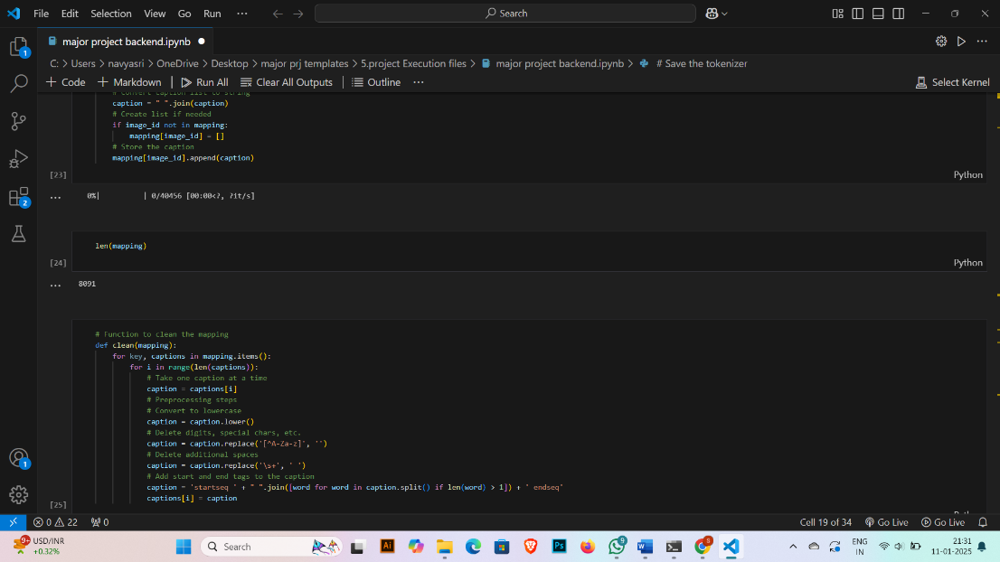 File Edit Selection View Go Run ··· Search
major project backend.ipynb
C: > Users > navyasri > OneDrive > Desktop > major prj templates > 5.project Execution files > major project backend.ipynb > # Save the tokenizer
+ Code + Markdown | Run All Clear All Outputs | Outline ··· Select Kernel
# Convert caption list to string
caption = " ".join(caption)
# Create list if needed
if image_id not in mapping:
mapping[image_id] = []
# Store the caption
mapping[image_id].append(caption)
[23] Python
0%| | 0/40456 [00:00<?, ?it/s]
len(mapping)
[24] Python
8091
# Function to clean the mapping
def clean(mapping):
for key, captions in mapping.items():
for i in range(len(captions)):
# Take one caption at a time
caption = captions[i]
# Preprocessing steps
# Convert to lowercase
caption = caption.lower()
# Delete digits, special chars, etc.
caption = caption.replace('[^A-Za-z]', '')
# Delete additional spaces
caption = caption.replace('\s+', ' ')
# Add start and end tags to the caption
caption = 'startseq ' + " ".join([word for word in caption.split() if len(word) > 1]) + ' endseq'
captions[i] = caption
[25] Python
0 22 0 Cell 19 of 34 Go Live Go Live
USD/INR
+0.32%
Search
ENG
IN
21:31
11-01-2025